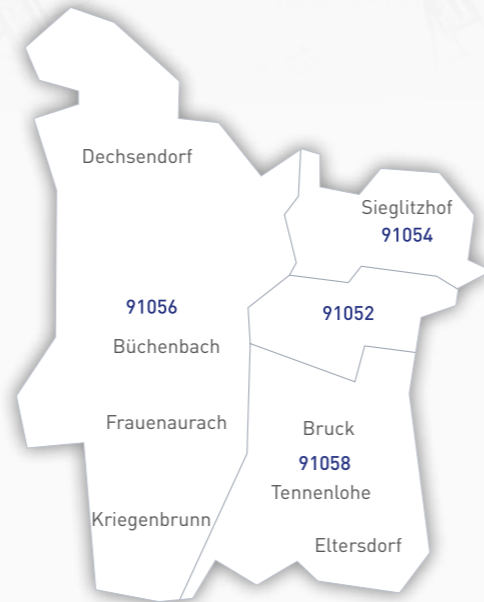 Dechsendorf
Sieglitzhof
91054
91056
91052
Büchenbach
Frauenaurach
Bruck
91058
Tennenlohe
Kriegenbrunn
Eltersdorf